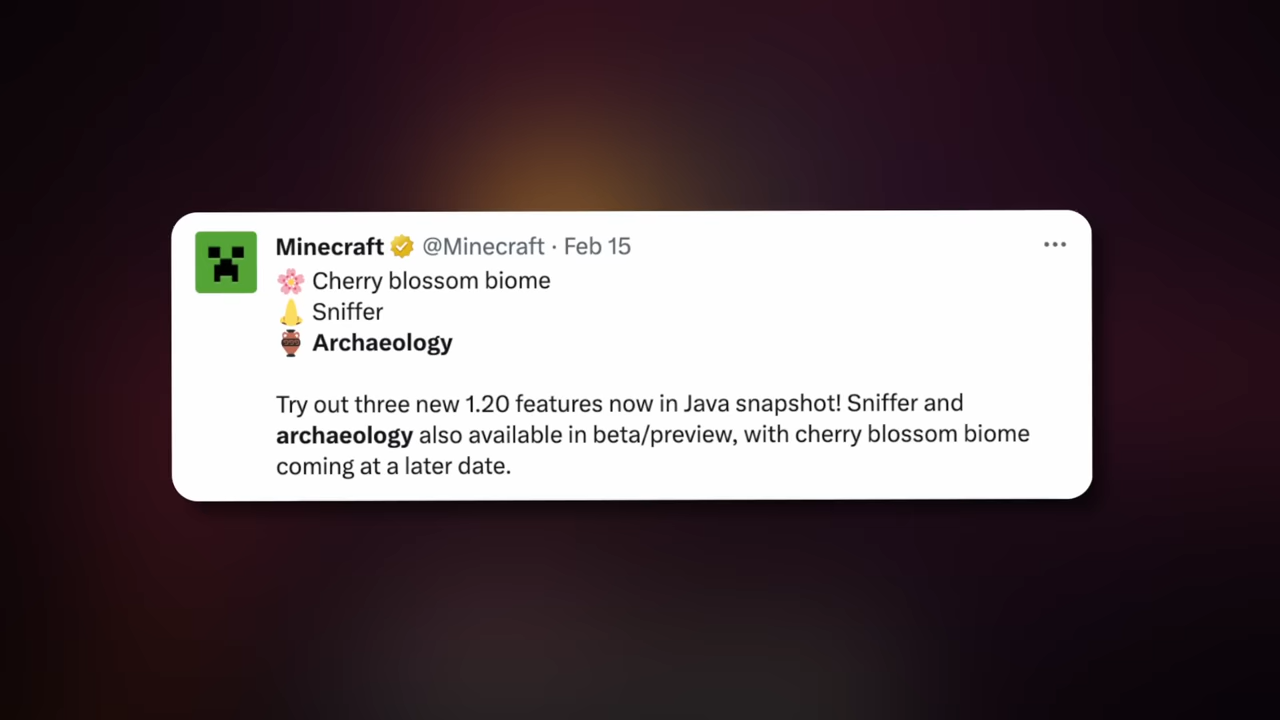 Minecraft @Minecraft · Feb 15
🌸 Cherry blossom biome
👃 Sniffer
🏺 Archaeology
Try out three new 1.20 features now in Java snapshot! Sniffer and
archaeology also available in beta/preview, with cherry blossom biome
coming at a later date.